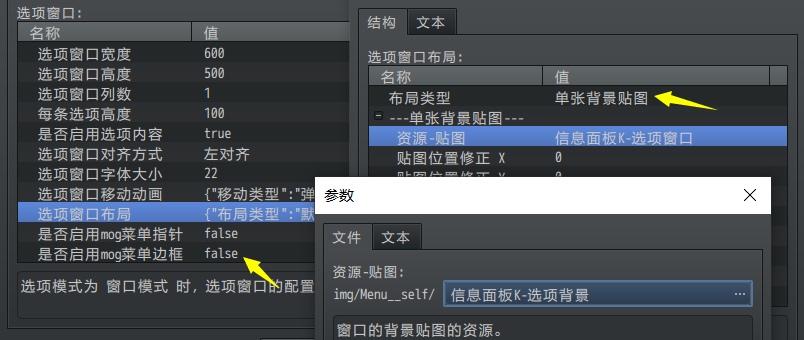 选项窗口:
名称 值
选项窗口宽度 600
选项窗口高度 500
选项窗口列数 1
每条选项高度 100
是否启用选项内容 true
选项窗口对齐方式 左对齐
选项窗口字体大小 22
选项窗口移动动画 {"移动类型":"弹
选项窗口布局 {"布局类型":"默
是否启用mog菜单指针 false
是否启用mog菜单边框 false
选项模式为 窗口模式 时，选项窗口的配置
结构 文本
选项窗口布局:
名称 值
布局类型 单张背景贴图
---单张背景贴图---
资源-贴图 信息面板K-选项窗口
贴图位置修正 X 0
贴图位置修正 Y 0
参数
文件 文本
资源-贴图:
img/Menu__self/ 信息面板K-选项背景 ...
窗口的背景贴图的资源。